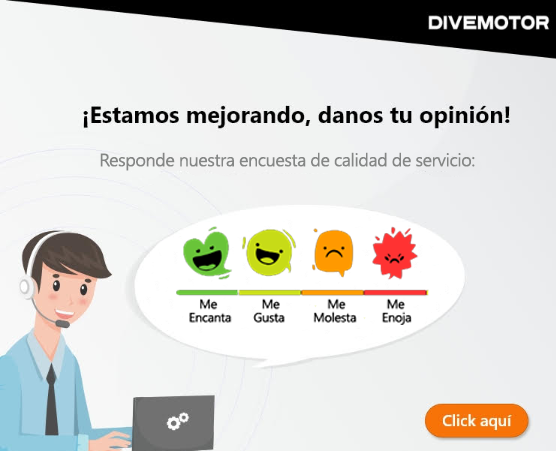 DIVEMOTOR
¡Estamos mejorando, danos tu opinión!
Responde nuestra encuesta de calidad de servicio:
Me Encanta
Me Gusta
Me Molesta
Me Enoja
Click aquí